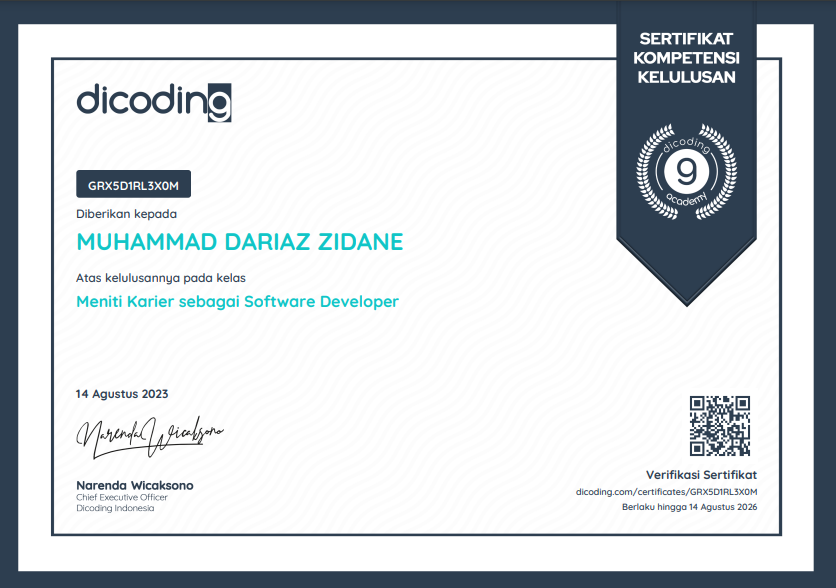 SERTIFIKAT
KOMPETENSI
KELULUSAN
dicoding
dicoding
g
academy
GRX5D1RL3X0M
Diberikan kepada
MUHAMMAD DARIAZ ZIDANE
Atas kelulusannya pada kelas
Meniti Karier sebagai Software Developer
14 Agustus 2023
Narenda Wicaksono
Narenda Wicaksono
Chief Executive Officer
Dicoding Indonesia
Verifikasi Sertifikat
dicoding.com/certificates/GRX5D1RL3X0M
Berlaku hingga 14 Agustus 2026